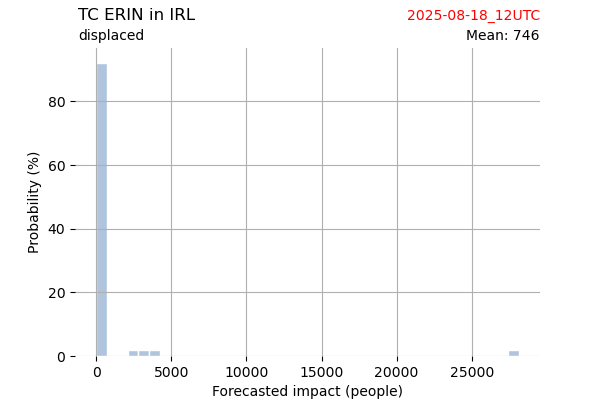 TC ERIN in IRL
2025-08-18_12UTC
displaced
Mean: 746
Probability (%)
80
60
40
20
0
0 5000 10000 15000 20000 25000
Forecasted impact (people)